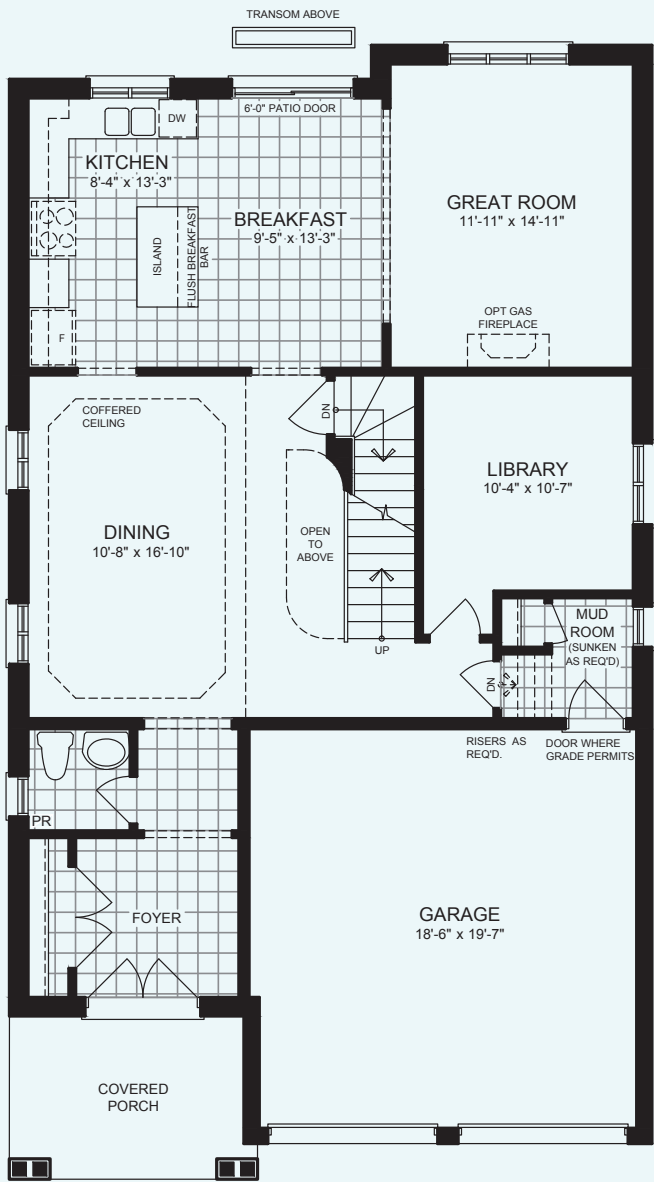 TRANSOM ABOVE
6'-0" PATIO DOOR
DW
KITCHEN
8'-4" x 13'-3"
BREAKFAST
9'-5" x 13'-3"
GREAT ROOM
11'-11" x 14'-11"
ISLAND
FLUSH BREAKFAST
BAR
OPT GAS
FIREPLACE
F
COFFERED
CEILING
DN
LIBRARY
10'-4" x 10'-7"
DINING
10'-8" x 16'-10"
OPEN
TO
ABOVE
UP
MUD
ROOM
(SUNKEN
AS REQ'D)
DN
RISERS AS
REQ'D.
DOOR WHERE
GRADE PERMITS
PR
FOYER
GARAGE
18'-6" x 19'-7"
COVERED
PORCH